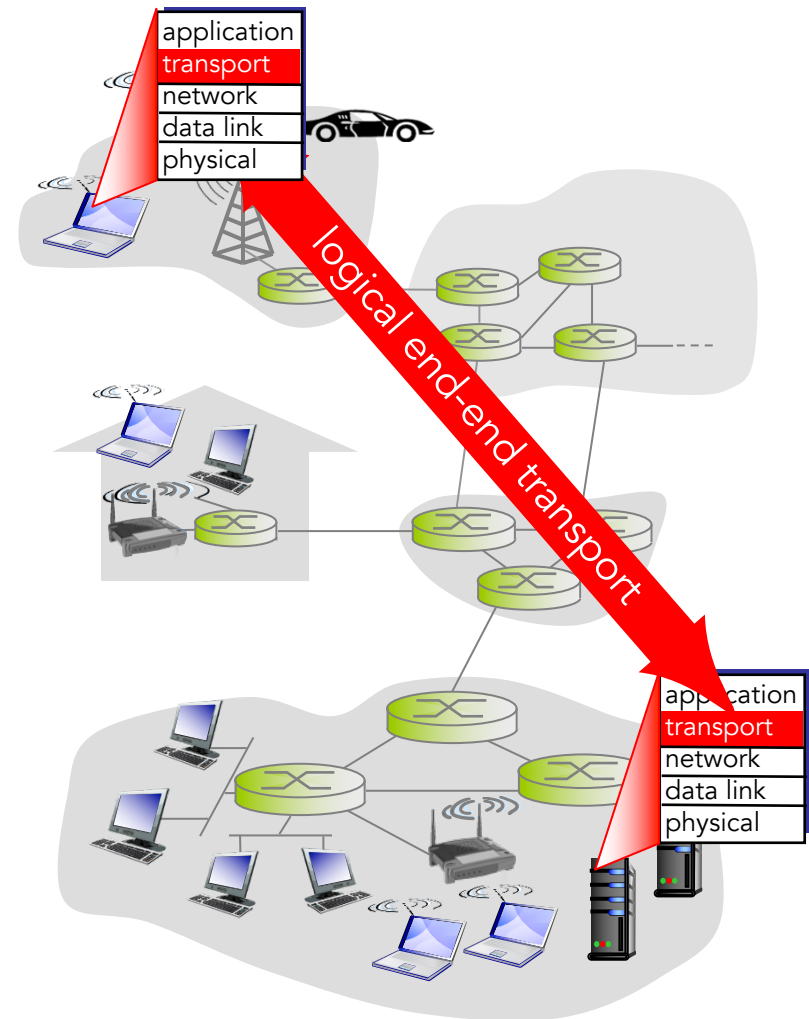 application
transport
network
data link
physical
logical end-end transport
application
transport
network
data link
physical